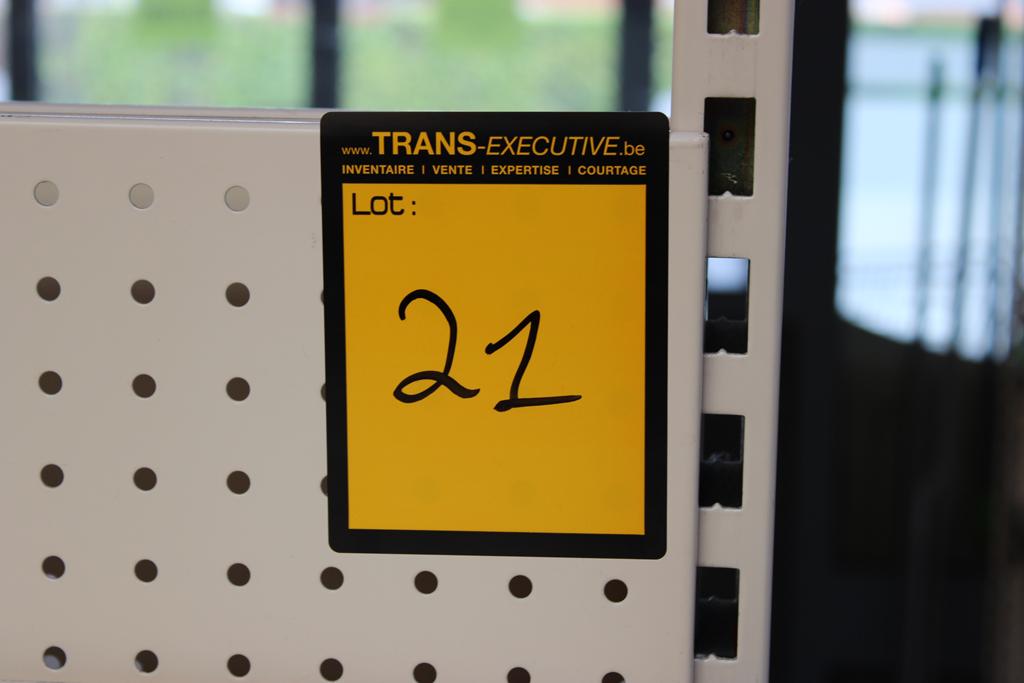 www.TRANS-EXECUTIVE.be
INVENTAIRE | VENTE | EXPERTISE | COURTAGE
Lot:
21